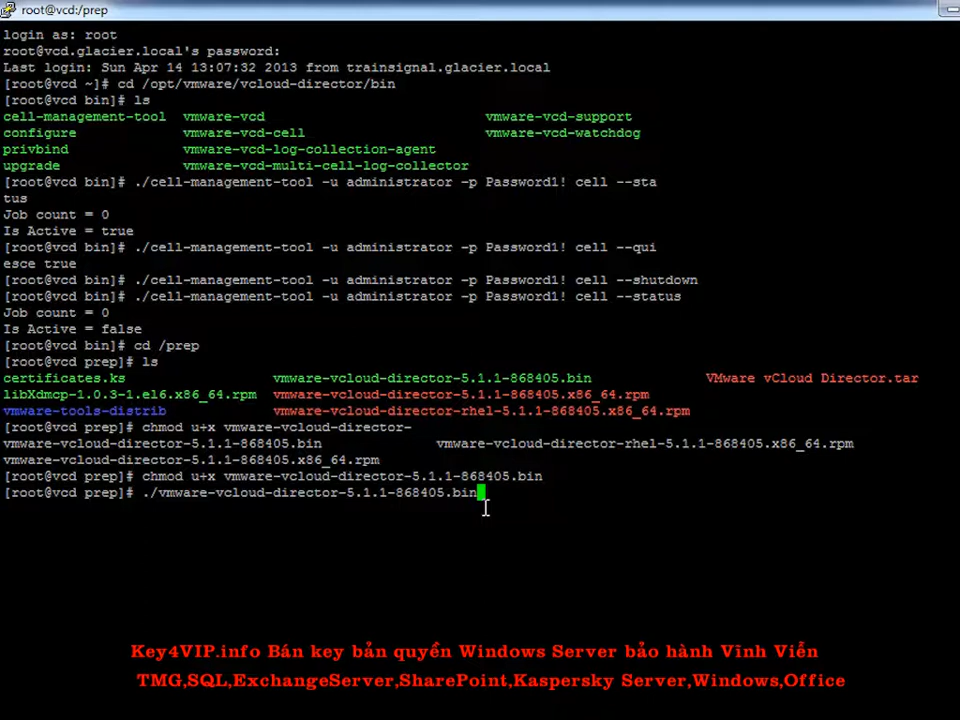 root@vcd:/prep
login as: root
root@vcd.glacier.local's password:
Last login: Sun Apr 14 13:07:32 2013 from trainsignal.glacier.local
[root@vcd ~]# cd /opt/vmware/vcloud-director/bin
[root@vcd bin]# ls
cell-management-tool vmware-vcd vmware-vcd-support
configure vmware-vcd-cell vmware-vcd-watchdog
privbind vmware-vcd-log-collection-agent
upgrade vmware-vcd-multi-cell-log-collector
[root@vcd bin]# ./cell-management-tool -u administrator -p Password1! cell --sta
tus
Job count = 0
Is Active = true
[root@vcd bin]# ./cell-management-tool -u administrator -p Password1! cell --qui
esce true
[root@vcd bin]# ./cell-management-tool -u administrator -p Password1! cell --shutdown
[root@vcd bin]# ./cell-management-tool -u administrator -p Password1! cell --status
Job count = 0
Is Active = false
[root@vcd bin]# cd /prep
[root@vcd prep]# ls
certificates.ks vmware-vcloud-director-5.1.1-868405.bin VMware vCloud Director.tar
libXdmcp-1.0.3-1.el6.x86_64.rpm vmware-vcloud-director-5.1.1-868405.x86_64.rpm
vmware-tools-distrib vmware-vcloud-director-rhel-5.1.1-868405.x86_64.rpm
[root@vcd prep]# chmod u+x vmware-vcloud-director-
vmware-vcloud-director-5.1.1-868405.bin vmware-vcloud-director-rhel-5.1.1-868405.x86_64.rpm
vmware-vcloud-director-5.1.1-868405.x86_64.rpm
[root@vcd prep]# chmod u+x vmware-vcloud-director-5.1.1-868405.bin
[root@vcd prep]# ./vmware-vcloud-director-5.1.1-868405.bin
Key4VIP.info Bán key bản quyền Windows Server bảo hành Vĩnh Viễn
TMG,SQL,ExchangeServer,SharePoint,Kaspersky Server,Windows,Office